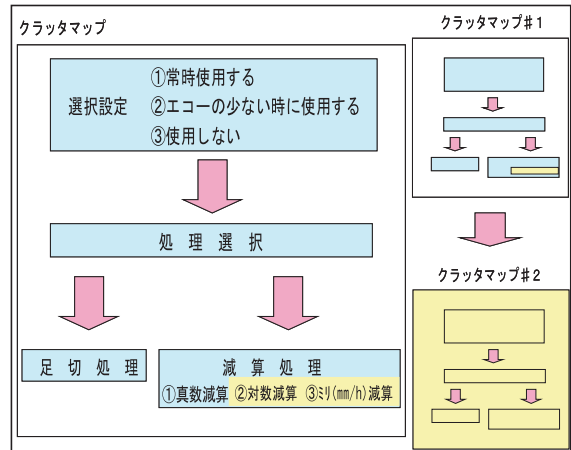 クラッタマップ
選択設定
①常時使用する
②エコーの少ない時に使用する
③使用しない
処理選択
足切処理
減算処理
①真数減算 ②対数減算 ③ミリ(mm/h)減算
クラッタマップ♯1
クラッタマップ♯2